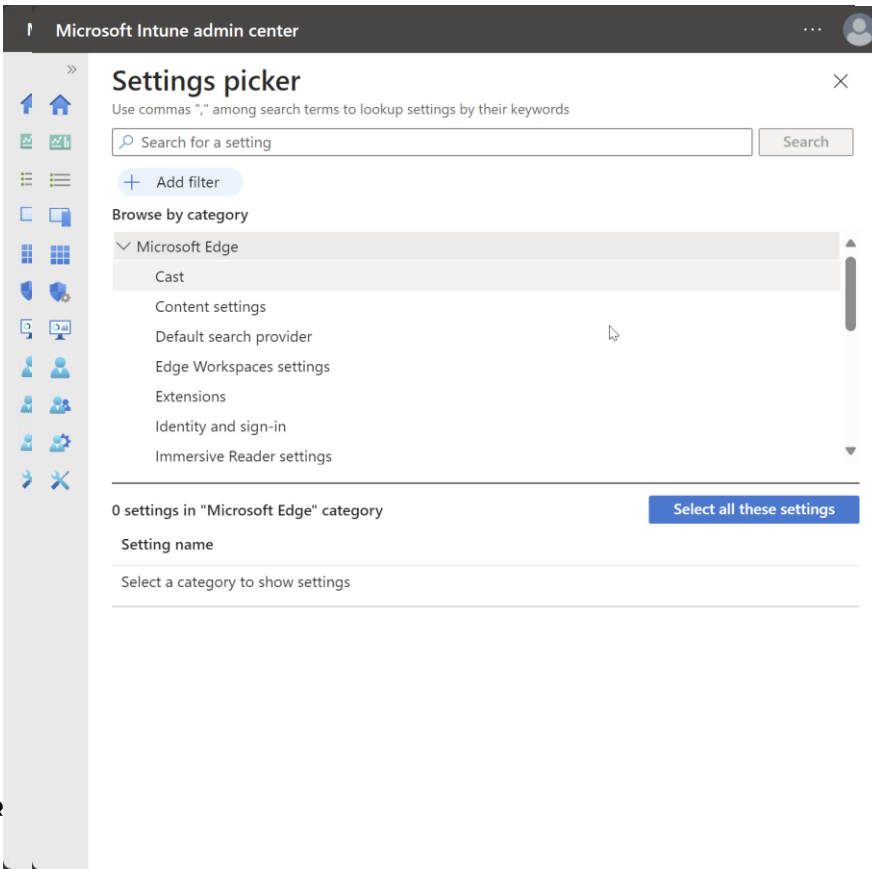 Microsoft Intune admin center
Settings picker
Use commas "," among search terms to lookup settings by their keywords
Search for a setting
Search
Add filter
Browse by category
Microsoft Edge
Cast
Content settings
Default search provider
Edge Workspaces settings
Extensions
Identity and sign-in
Immersive Reader settings
0 settings in "Microsoft Edge" category
Select all these settings
Setting name
Select a category to show settings